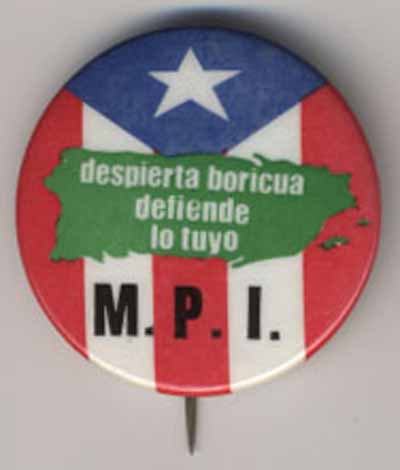 despierta boricua
defiende
lo tuyo
M. P. I.